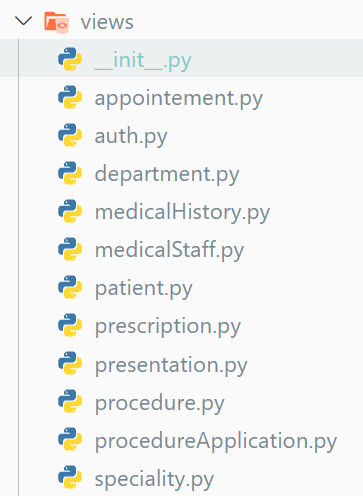 views
__init__.py
appointement.py
auth.py
department.py
medicalHistory.py
medicalStaff.py
patient.py
prescription.py
presentation.py
procedure.py
procedureApplication.py
speciality.py